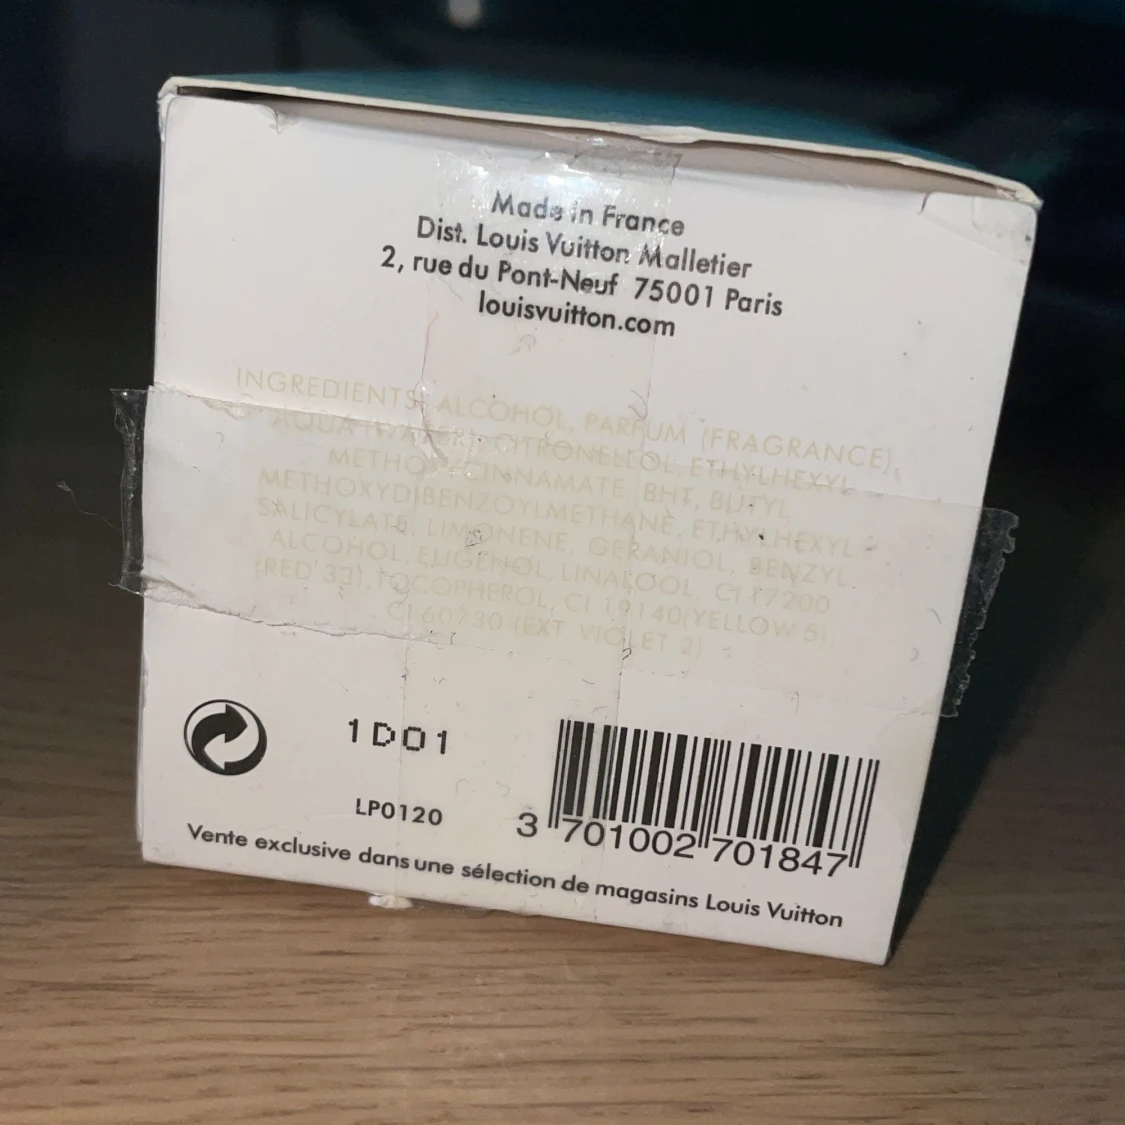 Made in France
Dist. Louis Vuitton Malletier
2, rue du Pont-Neuf 75001 Paris
louisvuitton.com
INGREDIENTS: ALCOHOL, PARFUM (FRAGRANCE),
AQUA (WATER), CITRONELLOL, ETHYLHEXYL
METHOXYCINNAMATE, BHT, BUTYL
METHOXYDIBENZOYLMETHANE, ETHYLHEXYL
SALICYLATE, LIMONENE, GERANIOL, BENZYL
ALCOHOL, EUGENOL, LINALOOL, CI 17200
(RED 33), TOCOPHEROL, CI 19140(YELLOW 5),
CI 60730 (EXT VIOLET 2)
1D01
LP0120
3 701002 701847
Vente exclusive dans une sélection de magasins Louis Vuitton